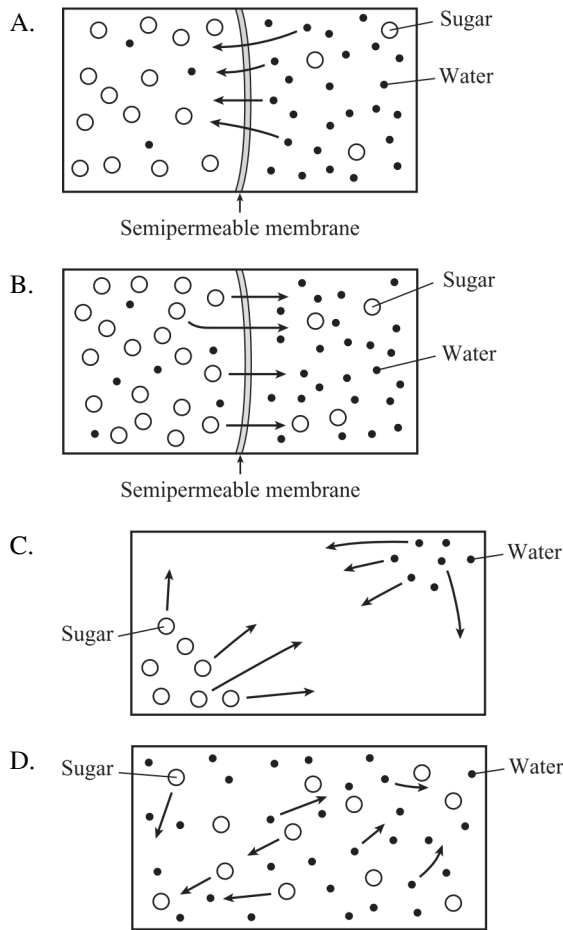 A.
Sugar
Water
Semipermeable membrane
B.
Sugar
Water
Semipermeable membrane
C.
Water
Sugar
D.
Sugar
Water